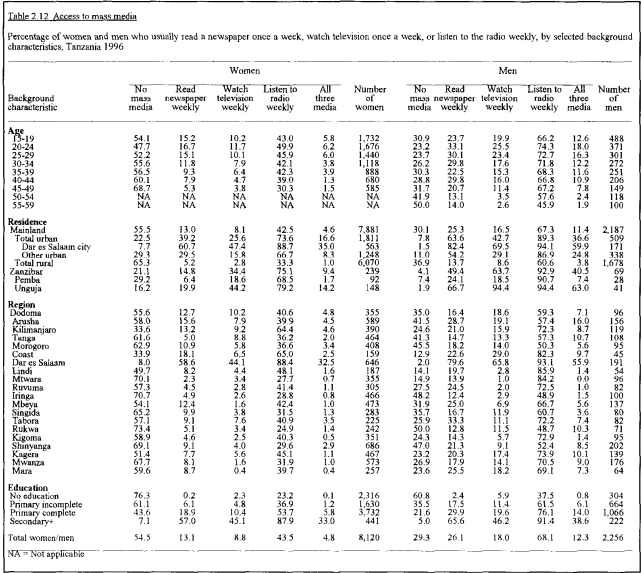 Table 2.12 Access to mass media
Percentage of women and men who usually read a newspaper once a week, watch television once a week, or listen to the radio weekly, by selected background
characteristics, Tanzania 1996
Women Men
No Read Watch Listen to All Number No Read Watch Listen to All Number
Background mass newspaper television radio three of mass newspaper television radio three of
characteristic media weekly weekly weekly media women media weekly weekly weekly media men
Age
15-19 54.1 15.2 10.2 43.0 5.8 1,732 30.9 23.7 19.9 66.2 12.6 488
20-24 47.7 16.7 11.7 49.9 6.2 1,676 23.2 33.1 25.5 74.3 18.0 371
25-29 52.2 15.1 10.1 45.9 6.0 1,440 23.7 30.1 23.4 72.7 16.3 301
30-34 55.6 11.8 7.9 42.1 3.8 1,118 26.2 29.8 17.6 71.8 12.2 272
35-39 56.5 9.3 6.4 42.3 3.9 888 30.3 22.5 15.3 68.3 11.6 251
40-44 60.1 7.9 4.7 39.0 1.3 680 28.8 29.8 16.0 66.8 10.9 206
45-49 68.7 5.3 3.8 30.3 1.5 585 31.7 20.7 11.4 67.2 7.8 149
50-54 NA NA NA NA NA NA 41.9 13.1 3.5 57.6 2.4 118
55-59 NA NA NA NA NA NA 50.0 14.0 2.6 45.9 1.9 100
Residence
Mainland 55.5 13.0 8.1 42.5 4.6 7,881 30.1 25.3 16.5 67.3 11.4 2,187
Total urban 22.5 39.2 25.6 73.6 16.6 1,811 7.8 63.6 42.7 89.3 36.6 509
Dar es Salaam city 7.7 60.7 47.4 88.7 35.0 563 1.5 82.4 69.5 94.1 59.9 171
Other urban 29.3 29.5 15.8 66.7 8.3 1,248 11.0 54.2 29.1 86.9 24.8 338
Total rural 65.3 5.2 2.8 33.3 1.0 6,070 36.9 13.7 8.6 60.6 3.8 1,678
Zanzibar 21.1 14.8 34.4 75.1 9.4 239 4.1 49.4 63.7 92.9 40.5 69
Pemba 29.2 6.4 18.6 68.5 1.7 92 7.4 24.1 18.5 90.7 7.4 28
Unguja 16.2 19.9 44.2 79.2 14.2 148 1.9 66.7 94.4 94.4 63.0 41
Region
Dodoma 55.6 12.7 10.2 40.6 4.8 355 35.0 16.4 18.6 59.3 7.1 96
Arusha 58.0 15.6 7.9 39.9 4.5 589 41.5 28.7 19.1 57.4 16.0 156
Kilimanjaro 33.6 13.2 9.2 64.4 4.6 390 24.6 21.0 15.9 72.3 8.7 119
Tanga 61.6 5.0 8.8 36.2 2.0 464 41.3 14.7 13.3 57.3 10.7 108
Morogoro 62.9 10.9 5.8 36.6 3.4 408 45.5 18.2 14.0 50.3 5.6 95
Coast 33.9 18.1 6.5 65.0 2.5 159 12.9 22.6 29.0 82.3 9.7 45
Dar es Salaam 8.0 58.6 44.1 88.4 32.5 646 2.0 79.6 65.8 93.1 55.9 191
Lindi 49.7 8.2 4.4 48.1 1.6 187 14.1 19.7 2.8 85.9 1.4 54
Mtwara 70.1 2.3 3.4 27.7 0.7 355 14.9 13.9 1.0 84.2 0.0 96
Ruvuma 57.3 4.5 2.8 41.4 1.1 305 27.5 24.5 2.0 72.5 1.0 82
Iringa 70.7 4.9 2.6 28.8 0.8 466 48.2 12.4 2.9 48.9 1.5 100
Mbeya 54.1 12.4 1.6 42.4 1.0 473 31.9 25.0 6.9 66.7 5.6 137
Singida 65.2 9.9 3.8 31.5 1.3 283 35.7 16.7 11.9 60.7 3.6 80
Tabora 57.1 9.1 7.6 40.9 3.5 225 25.9 33.3 11.1 72.2 7.4 82
Rukwa 73.4 5.1 3.4 24.9 1.4 242 50.0 12.8 11.5 48.7 10.3 71
Kigoma 58.9 4.6 2.5 40.3 0.5 351 24.3 14.3 5.7 72.9 1.4 95
Shinyanga 69.1 9.1 4.0 29.6 2.9 686 47.0 21.3 9.1 52.4 8.5 202
Kagera 51.4 7.7 5.6 45.1 1.1 467 23.2 20.3 17.4 73.9 10.1 139
Mwanza 67.7 8.1 1.6 31.9 1.0 573 26.9 17.9 14.1 70.5 9.0 176
Mara 59.6 8.7 0.4 39.7 0.4 257 23.6 25.5 18.2 69.1 7.3 64
Education
No education 76.3 0.2 2.3 23.2 0.1 2,316 60.8 2.4 5.9 37.5 0.8 304
Primary incomplete 61.1 6.1 4.8 36.9 1.2 1,630 35.5 17.5 11.4 61.5 6.1 664
Primary complete 43.6 18.9 10.4 53.7 5.8 3,732 21.6 29.9 19.6 76.1 14.0 1,066
Secondary+ 7.1 57.0 45.1 87.9 33.0 441 5.0 65.6 46.2 91.4 38.6 222
Total women/men 54.5 13.1 8.8 43.5 4.8 8,120 29.3 26.1 18.0 68.1 12.3 2,256
NA = Not applicable